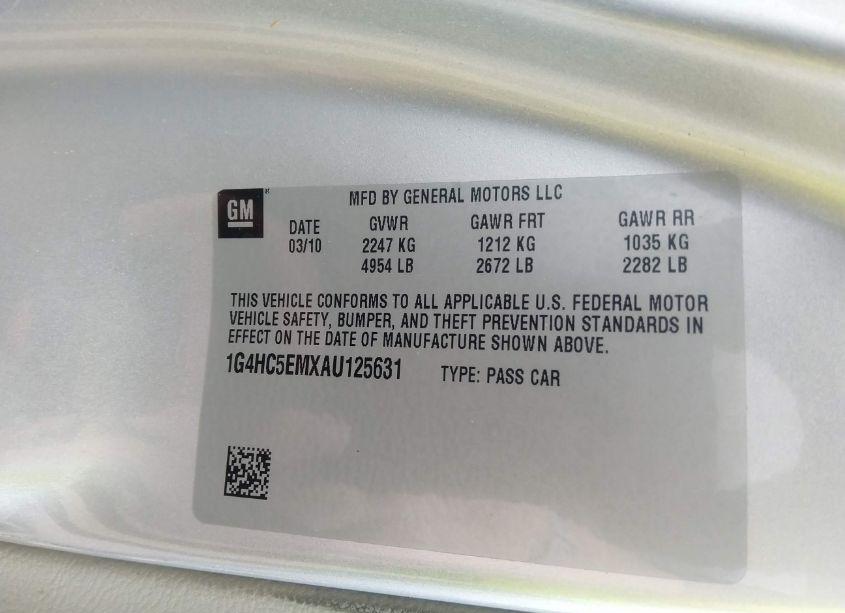 GM
MFD BY GENERAL MOTORS LLC
DATE GVWR GAWR FRT GAWR RR
03/10 2247 KG 1212 KG 1035 KG
4954 LB 2672 LB 2282 LB
THIS VEHICLE CONFORMS TO ALL APPLICABLE U.S. FEDERAL MOTOR
VEHICLE SAFETY, BUMPER, AND THEFT PREVENTION STANDARDS IN
EFFECT ON THE DATE OF MANUFACTURE SHOWN ABOVE.
1G4HC5EMXAU125631 TYPE: PASS CAR